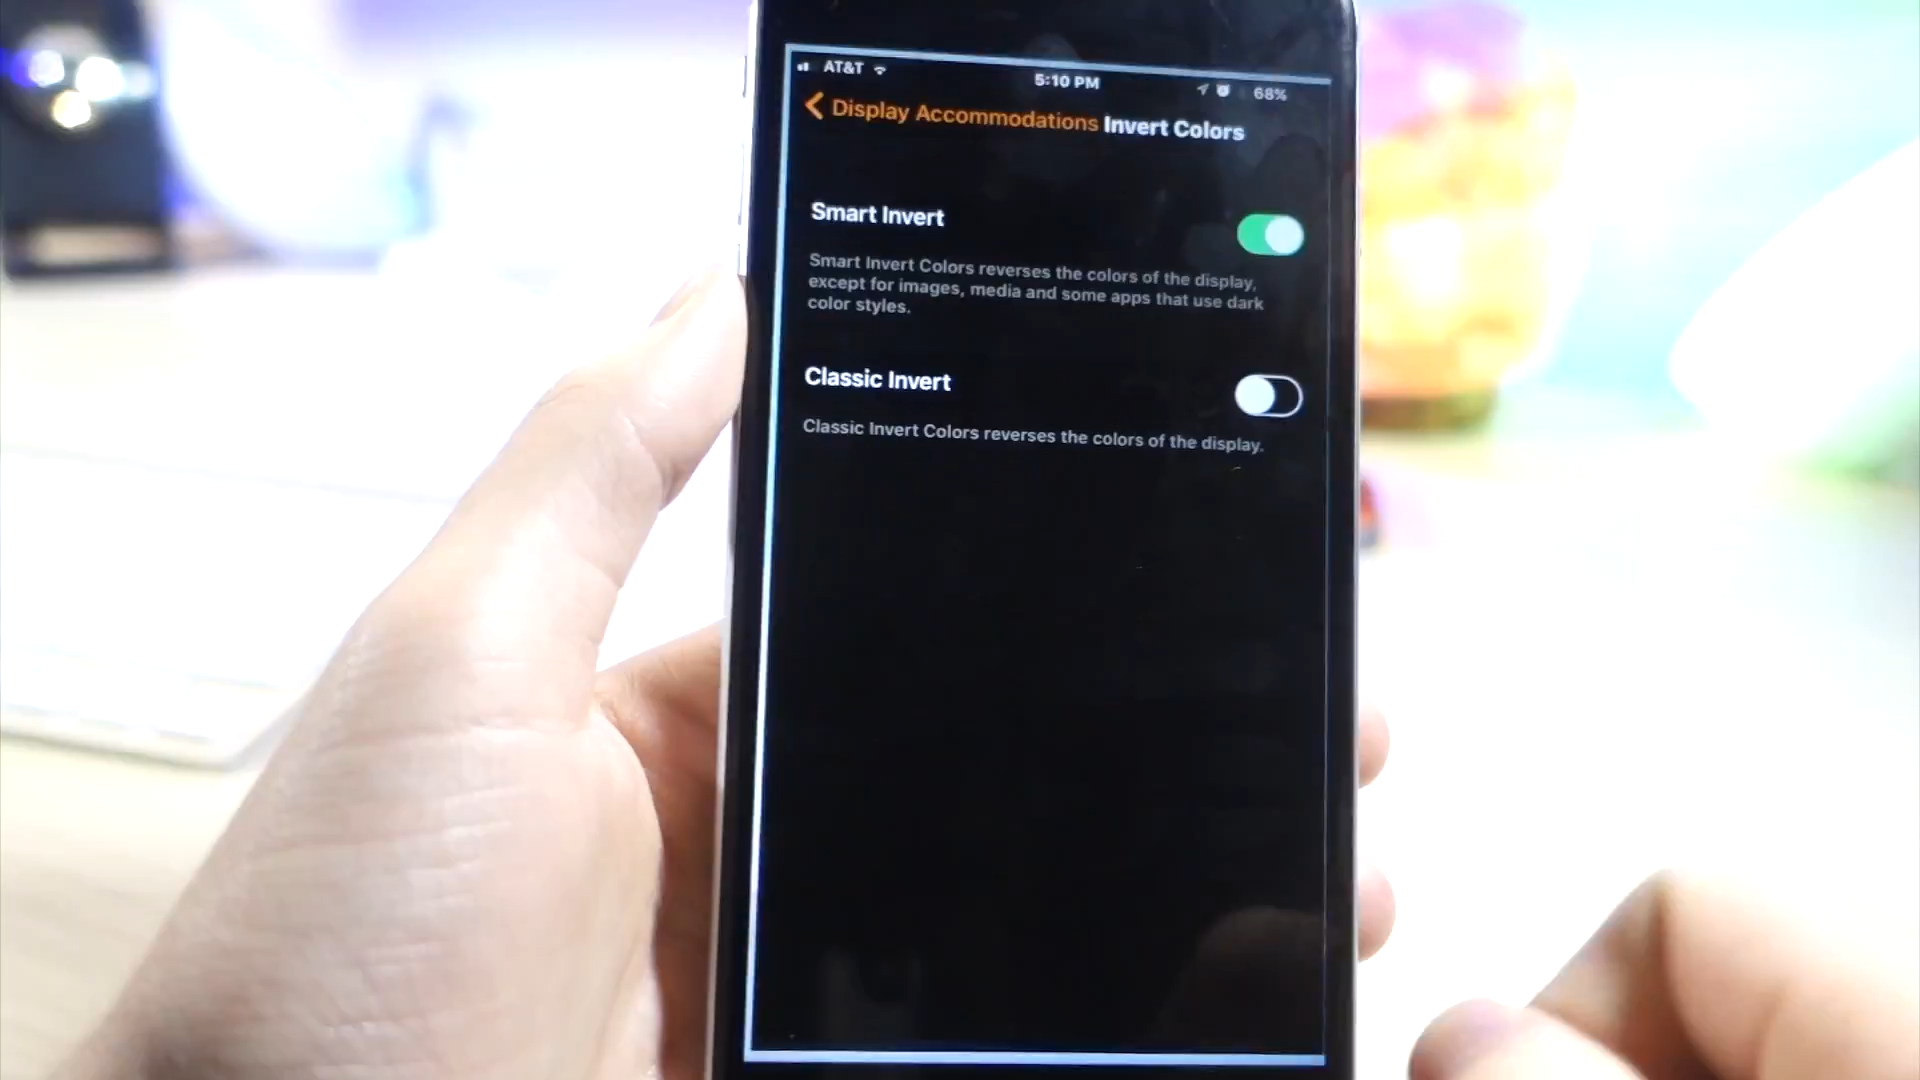 AT&T
5:10 PM
68%
Display Accommodations Invert Colors
Smart Invert
Smart Invert Colors reverses the colors of the display,
except for images, media and some apps that use dark
color styles.
Classic Invert
Classic Invert Colors reverses the colors of the display.